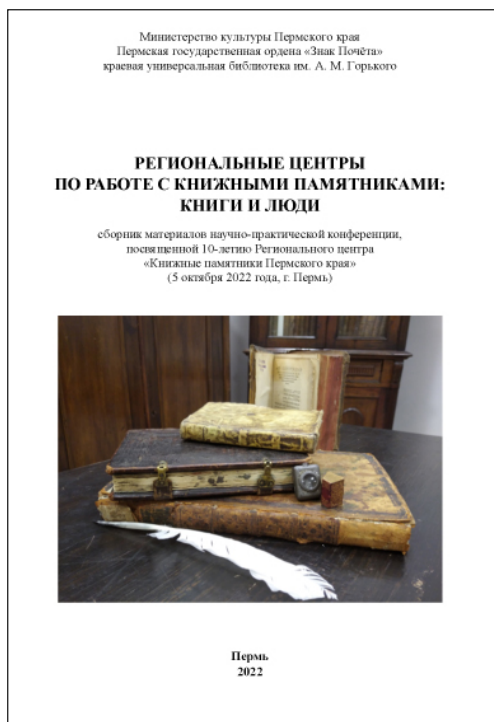 Министерство культуры Пермского края
Пермская государственная ордена «Знак Почёта»
краевая универсальная библиотека им. А. М. Горького
РЕГИОНАЛЬНЫЕ ЦЕНТРЫ
ПО РАБОТЕ С КНИЖНЫМИ ПАМЯТНИКАМИ:
КНИГИ И ЛЮДИ
сборник материалов научно-практической конференции,
посвященной 10-летию Регионального центра
«Книжные памятники Пермского края»
(5 октября 2022 года, г. Пермь)
Пермь
2022